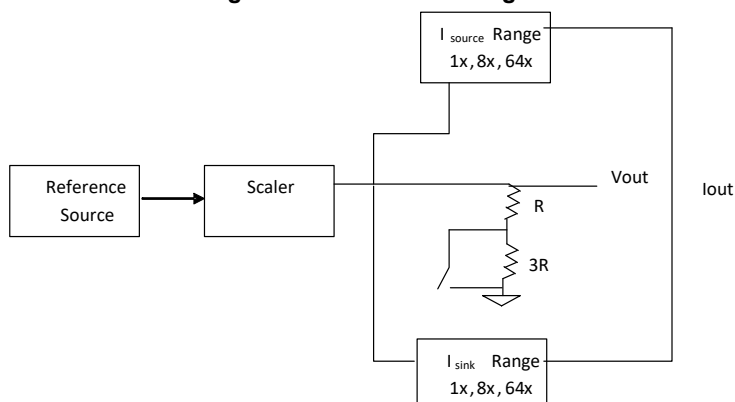 I source Range
1x, 8x, 64x
Reference
Source
Scaler
Vout
Iout
R
3R
I sink Range
1x, 8x, 64x